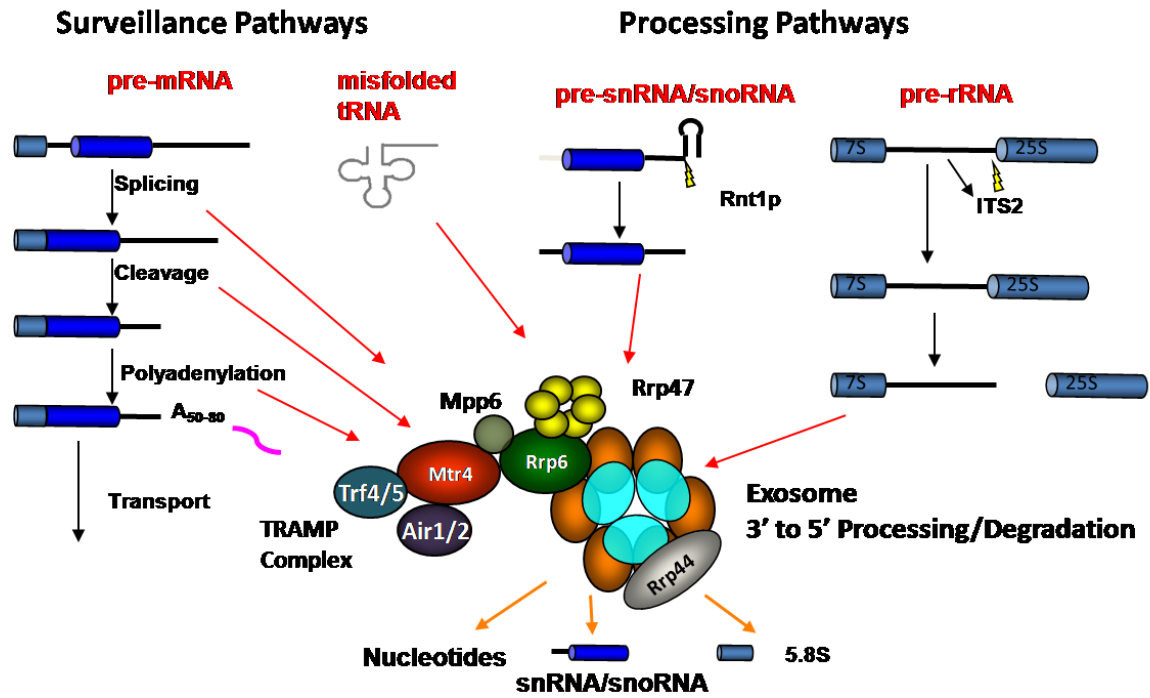 Surveillance Pathways
Processing Pathways
pre-mRNA
misfolded
tRNA
pre-snRNA/snoRNA
pre-rRNA
7S
25S
Splicing
Rnt1p
ITS2
Cleavage
7S
25S
Polyadenylation
7S
25S
A50-80
Mpp6
Rrp47
Mtr4
Rrp6
Trf4/5
Transport
Air1/2
TRAMP
Complex
Exosome
3’ to 5’ Processing/Degradation
Rrp44
Nucleotides
snRNA/snoRNA
5.8S